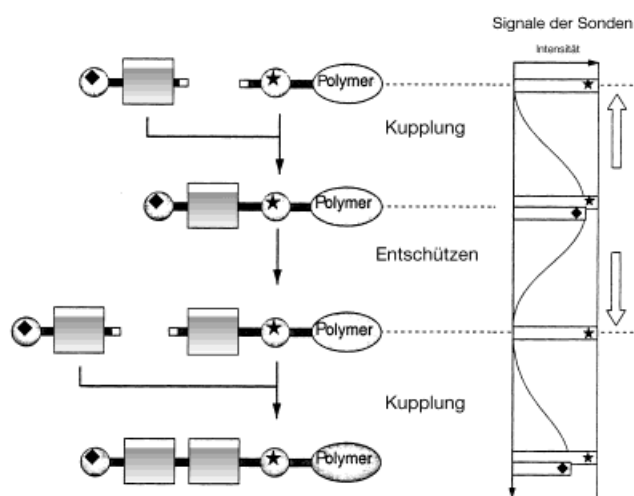 Signale der Sonden
Intensität
Polymer
Kupplung
Polymer
Entschützen
Polymer
Kupplung
Polymer